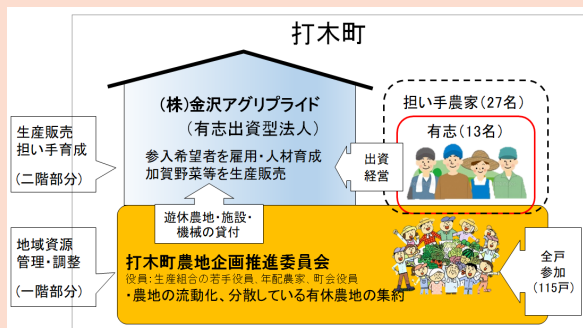 打木町
(株)金沢アグリプライド
(有志出資型法人)
参入希望者を雇用・人材育成
加賀野菜等を生産販売
担い手農家(27名)
有志(13名)
出資
経営
生産販売
担い手育成
(二階部分)
遊休農地・施設・
機械の貸付
地域資源
管理・調整
(一階部分)
打木町農地企画推進委員会
役員:生産組合の若手役員、年配農家、町会役員
・農地の流動化、分散している有休農地の集約
全戸
参加
(115戸)